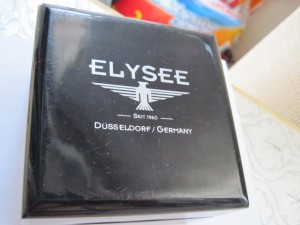 ELYSEE
SEIT 1960
DÜSSELDORF / GERMANY